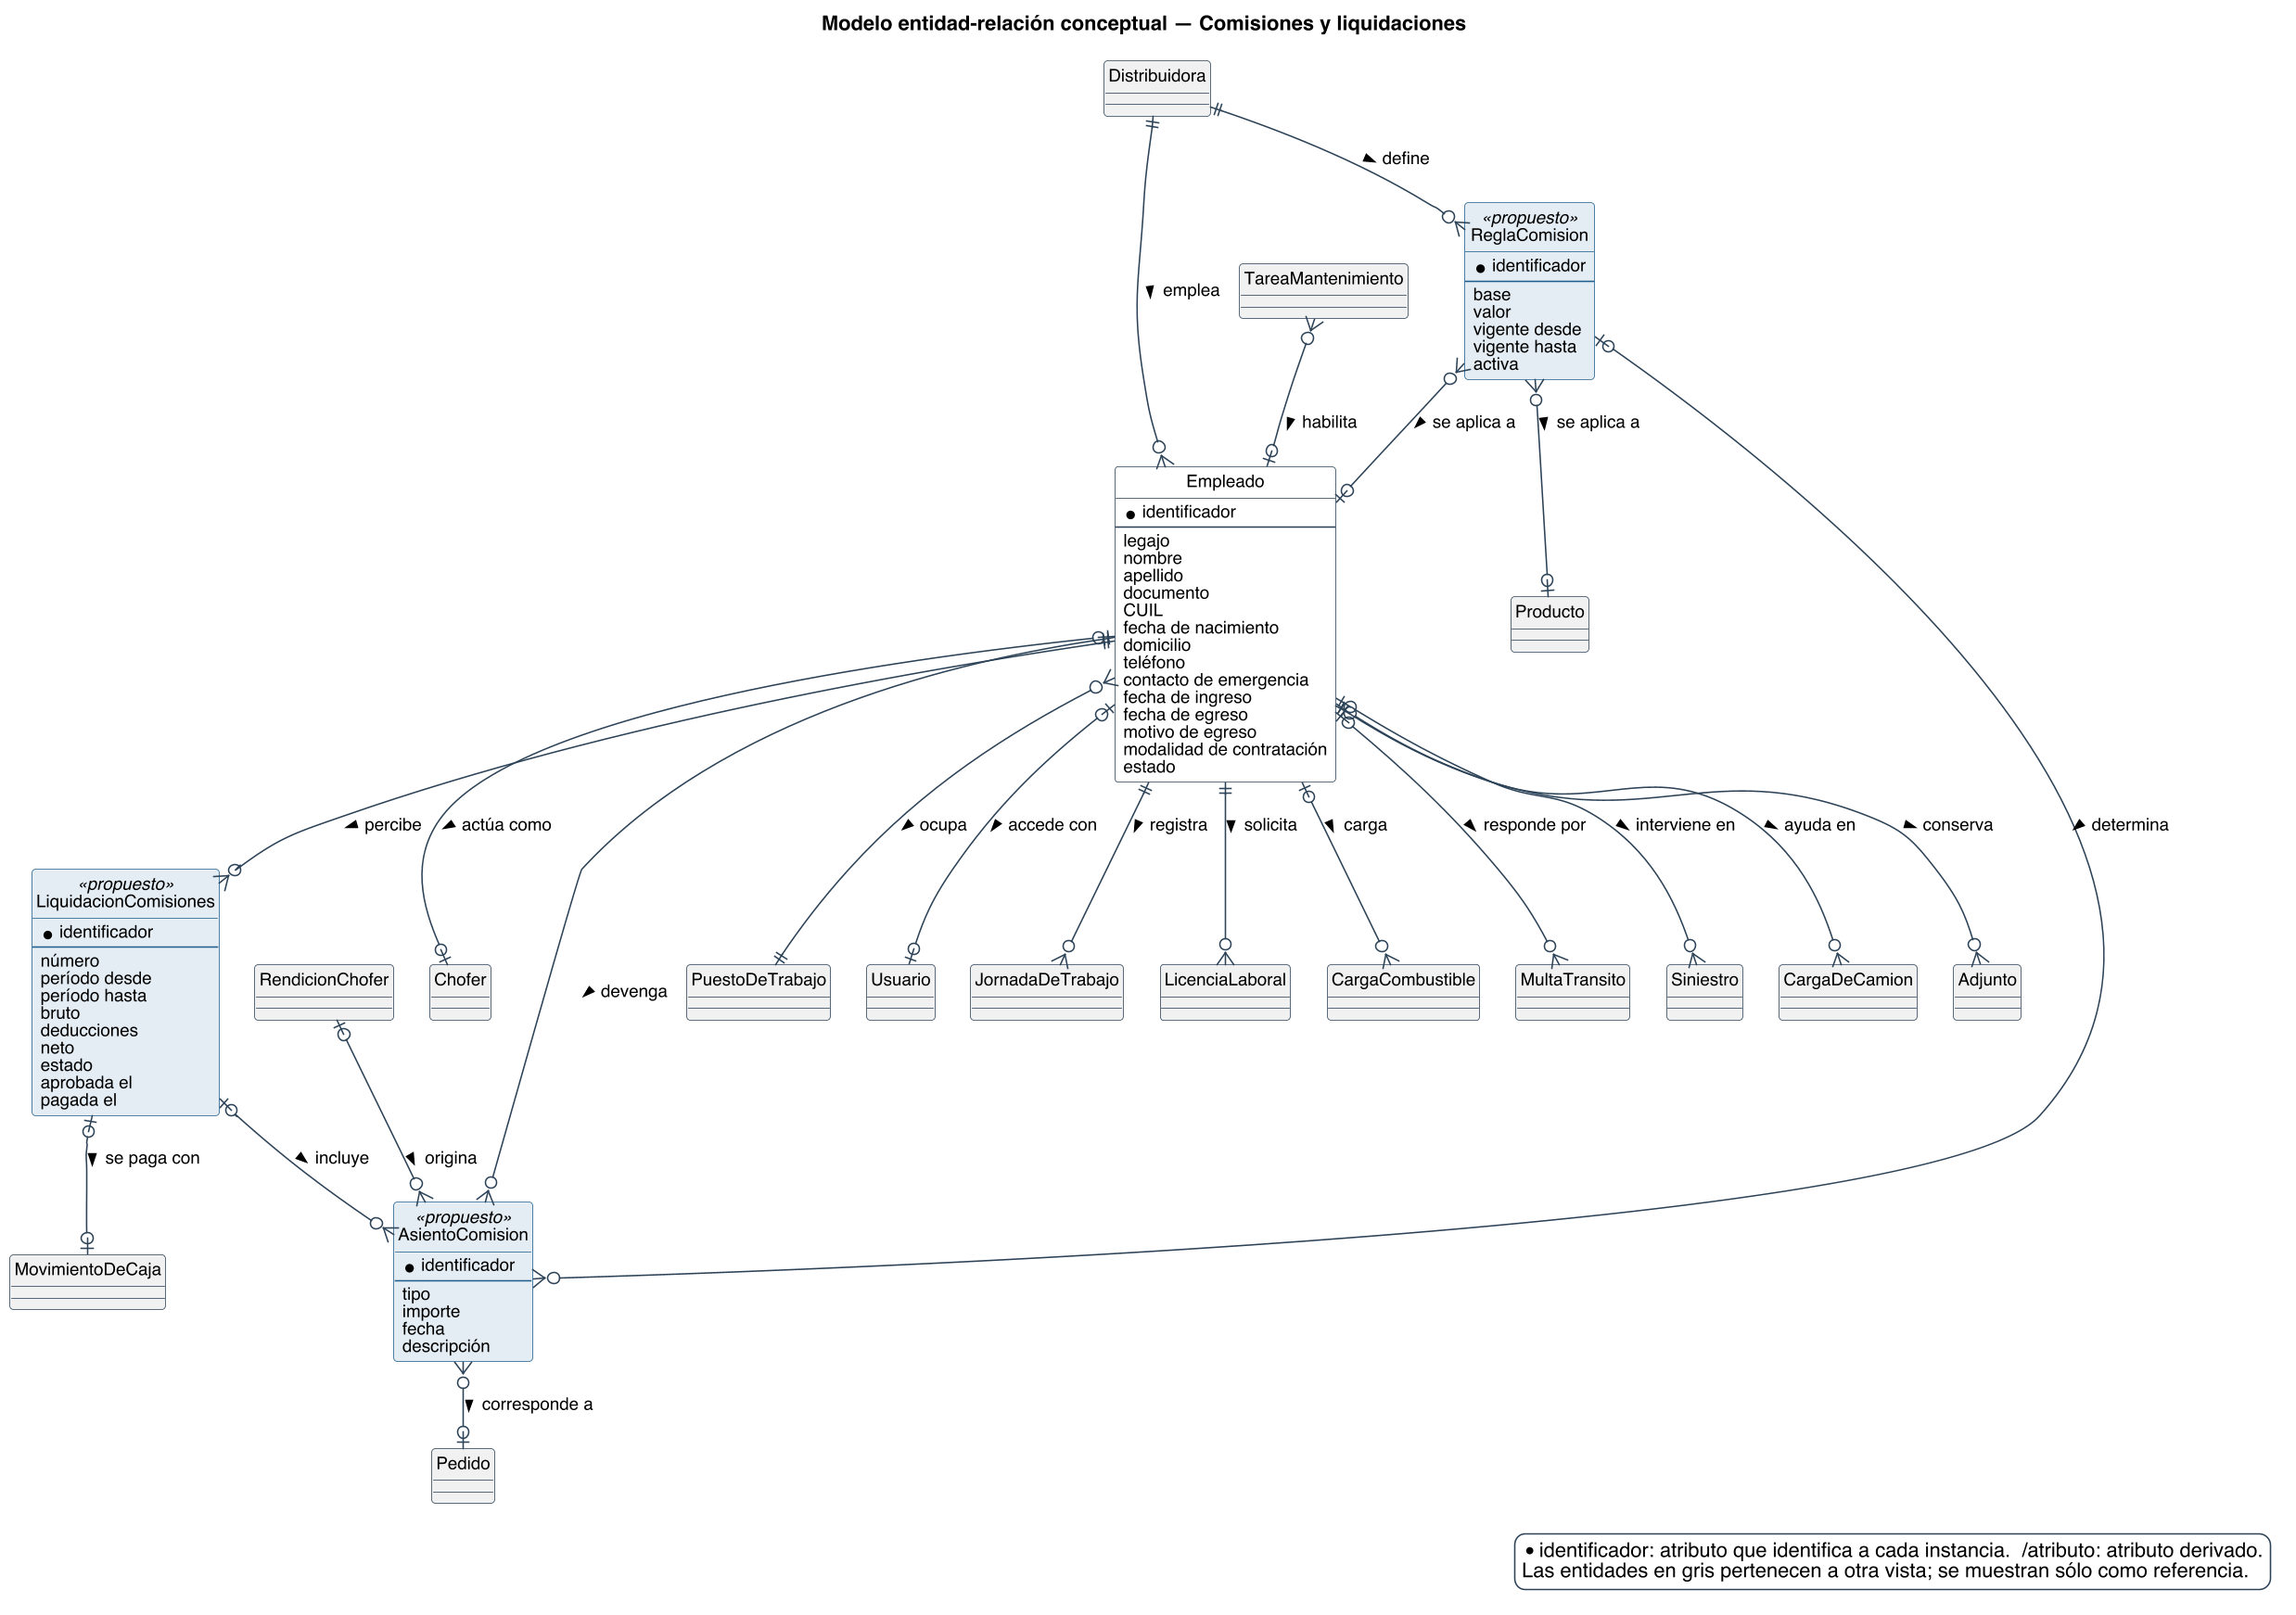 Modelo entidad-relación conceptual — Comisiones y liquidaciones
Distribuidora
define
«propuesto»
ReglaComision
identificador
base
valor
vigente desde
vigente hasta
activa
TareaMantenimiento
emplea
habilita
se aplica a
se aplica a
Empleado
identificador
legajo
nombre
apellido
documento
CUIL
fecha de nacimiento
domicilio
teléfono
contacto de emergencia
fecha de ingreso
fecha de egreso
motivo de egreso
modalidad de contratación
estado
Producto
percibe
actúa como
ocupa
accede con
registra
solicita
carga
responde por
interviene en
ayuda en
conserva
determina
«propuesto»
LiquidacionComisiones
identificador
número
período desde
período hasta
bruto
deducciones
neto
estado
aprobada el
pagada el
RendicionChofer
Chofer
devenga
PuestoDeTrabajo
Usuario
JornadaDeTrabajo
LicenciaLaboral
CargaCombustible
MultaTransito
Siniestro
CargaDeCamion
Adjunto
se paga con
incluye
origina
MovimientoDeCaja
«propuesto»
AsientoComision
identificador
tipo
importe
fecha
descripción
corresponde a
Pedido
• identificador: atributo que identifica a cada instancia.  /atributo: atributo derivado.
Las entidades en gris pertenecen a otra vista; se muestran sólo como referencia.